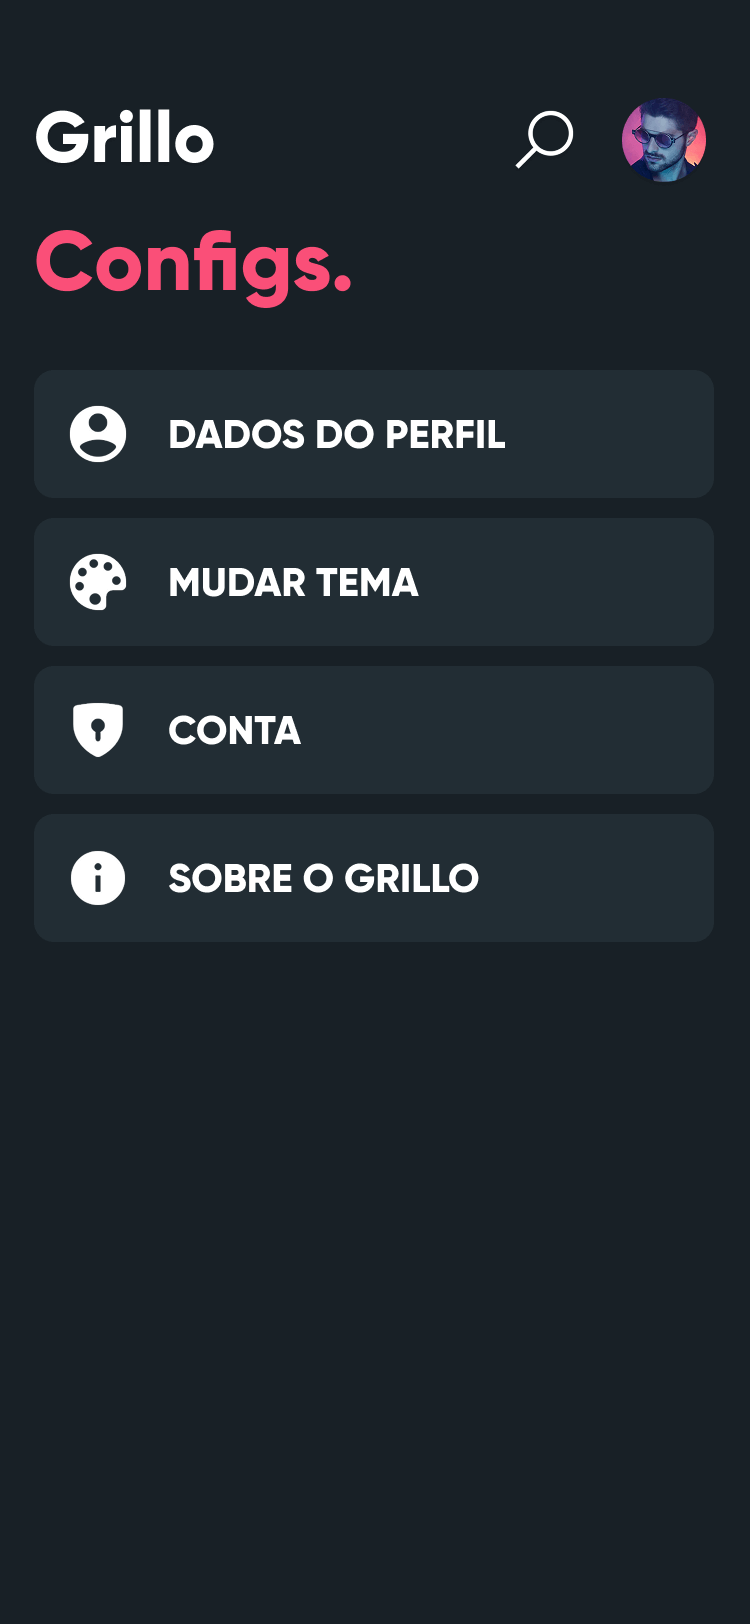 Grillo
Configs.
DADOS DO PERFIL
MUDAR TEMA
CONTA
SOBRE O GRILLO